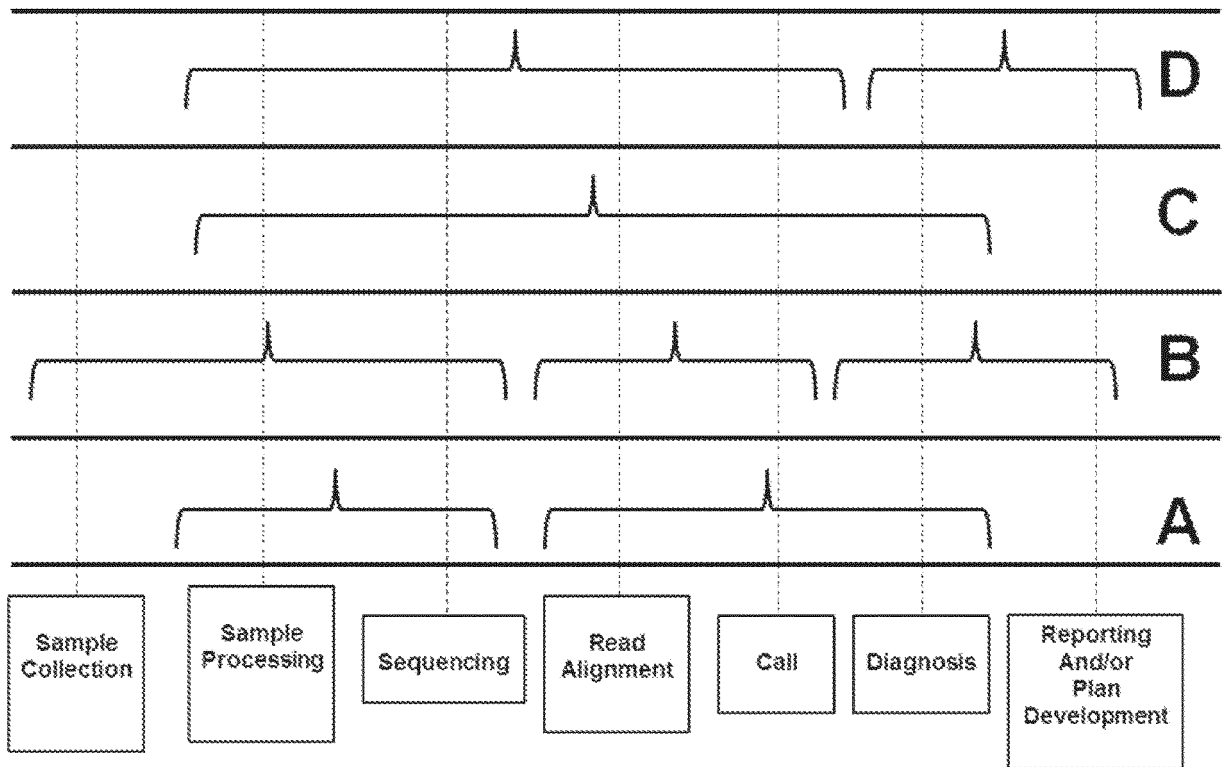 D
C
B
A
Sample
Collection
Sample
Processing
Sequencing
Read
Alignment
Call
Diagnosis
Reporting
And/or
Plan
Development